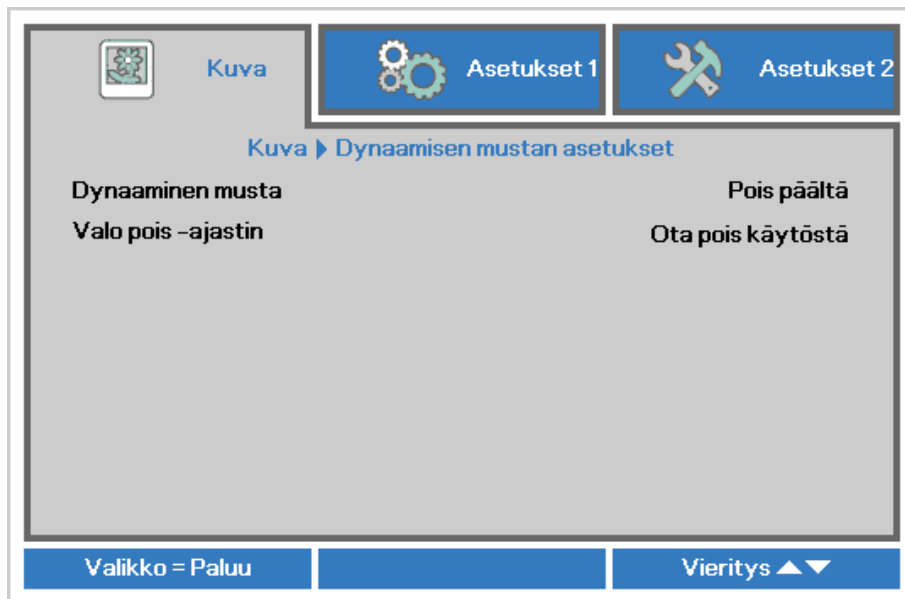 Kuva
Asetukset 1
Asetukset 2
Kuva ▶ Dynaamisen mustan asetukset
Dynaaminen musta Pois päältä
Valo pois -ajastin Ota pois käytöstä
Valikko = Paluu
Vieritys ▲▼